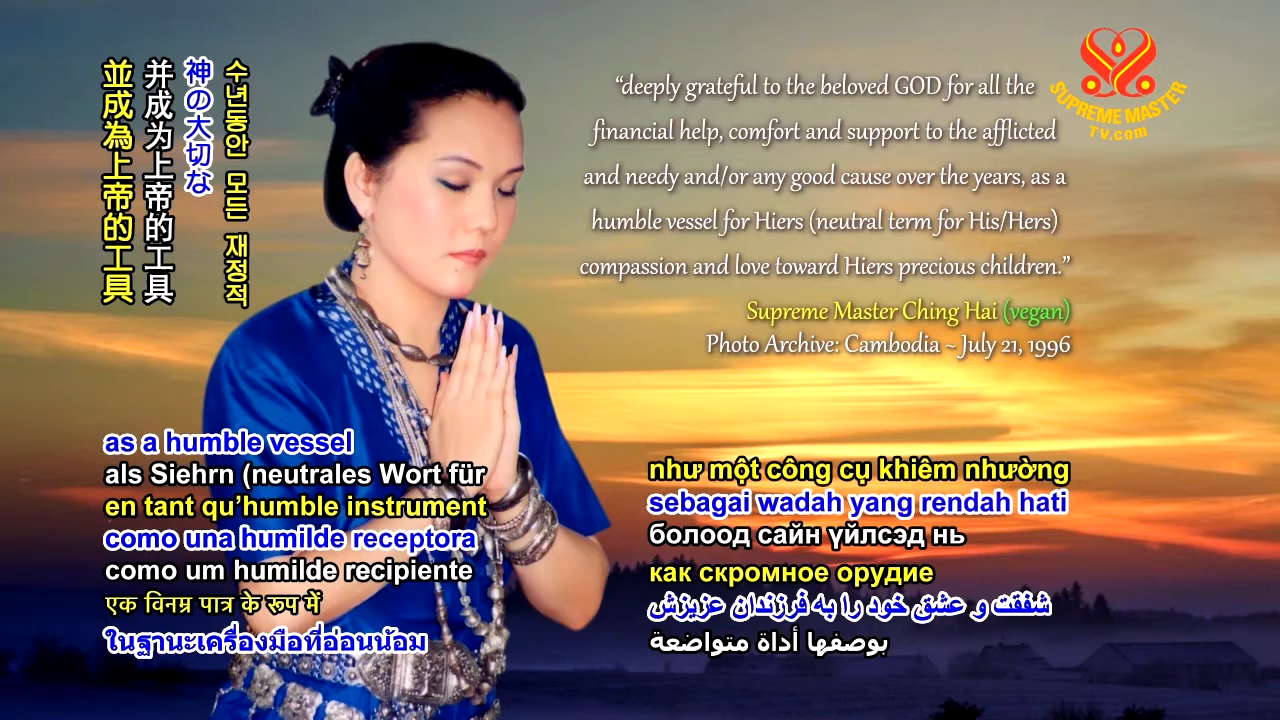 並成為上帝的工具
并成为上帝的工具
神の大切な
수년동안 모든 재정적
“deeply grateful to the beloved GOD for all the
financial help, comfort and support to the afflicted
and needy and/or any good cause over the years, as a
humble vessel for Hiers (neutral term for His/Hers)
compassion and love toward Hiers precious children.”
Supreme Master Ching Hai (vegan)
Photo Archive: Cambodia ~ July 21, 1996
SUPREME MASTER
TV.com
as a humble vessel
als Siehrn (neutrales Wort für
en tant qu’humble instrument
como una humilde receptora
como um humilde recipiente
एक विनम्र पात्र के रूप में
ในฐานะเครื่องมือที่อ่อนน้อม
như một công cụ khiêm nhường
sebagai wadah yang rendah hati
болоод сайн үйлсэд нь
как скромное орудие
شفقت و عشق خود را به فرزندان عزیزش
بوصفها أداة متواضعة